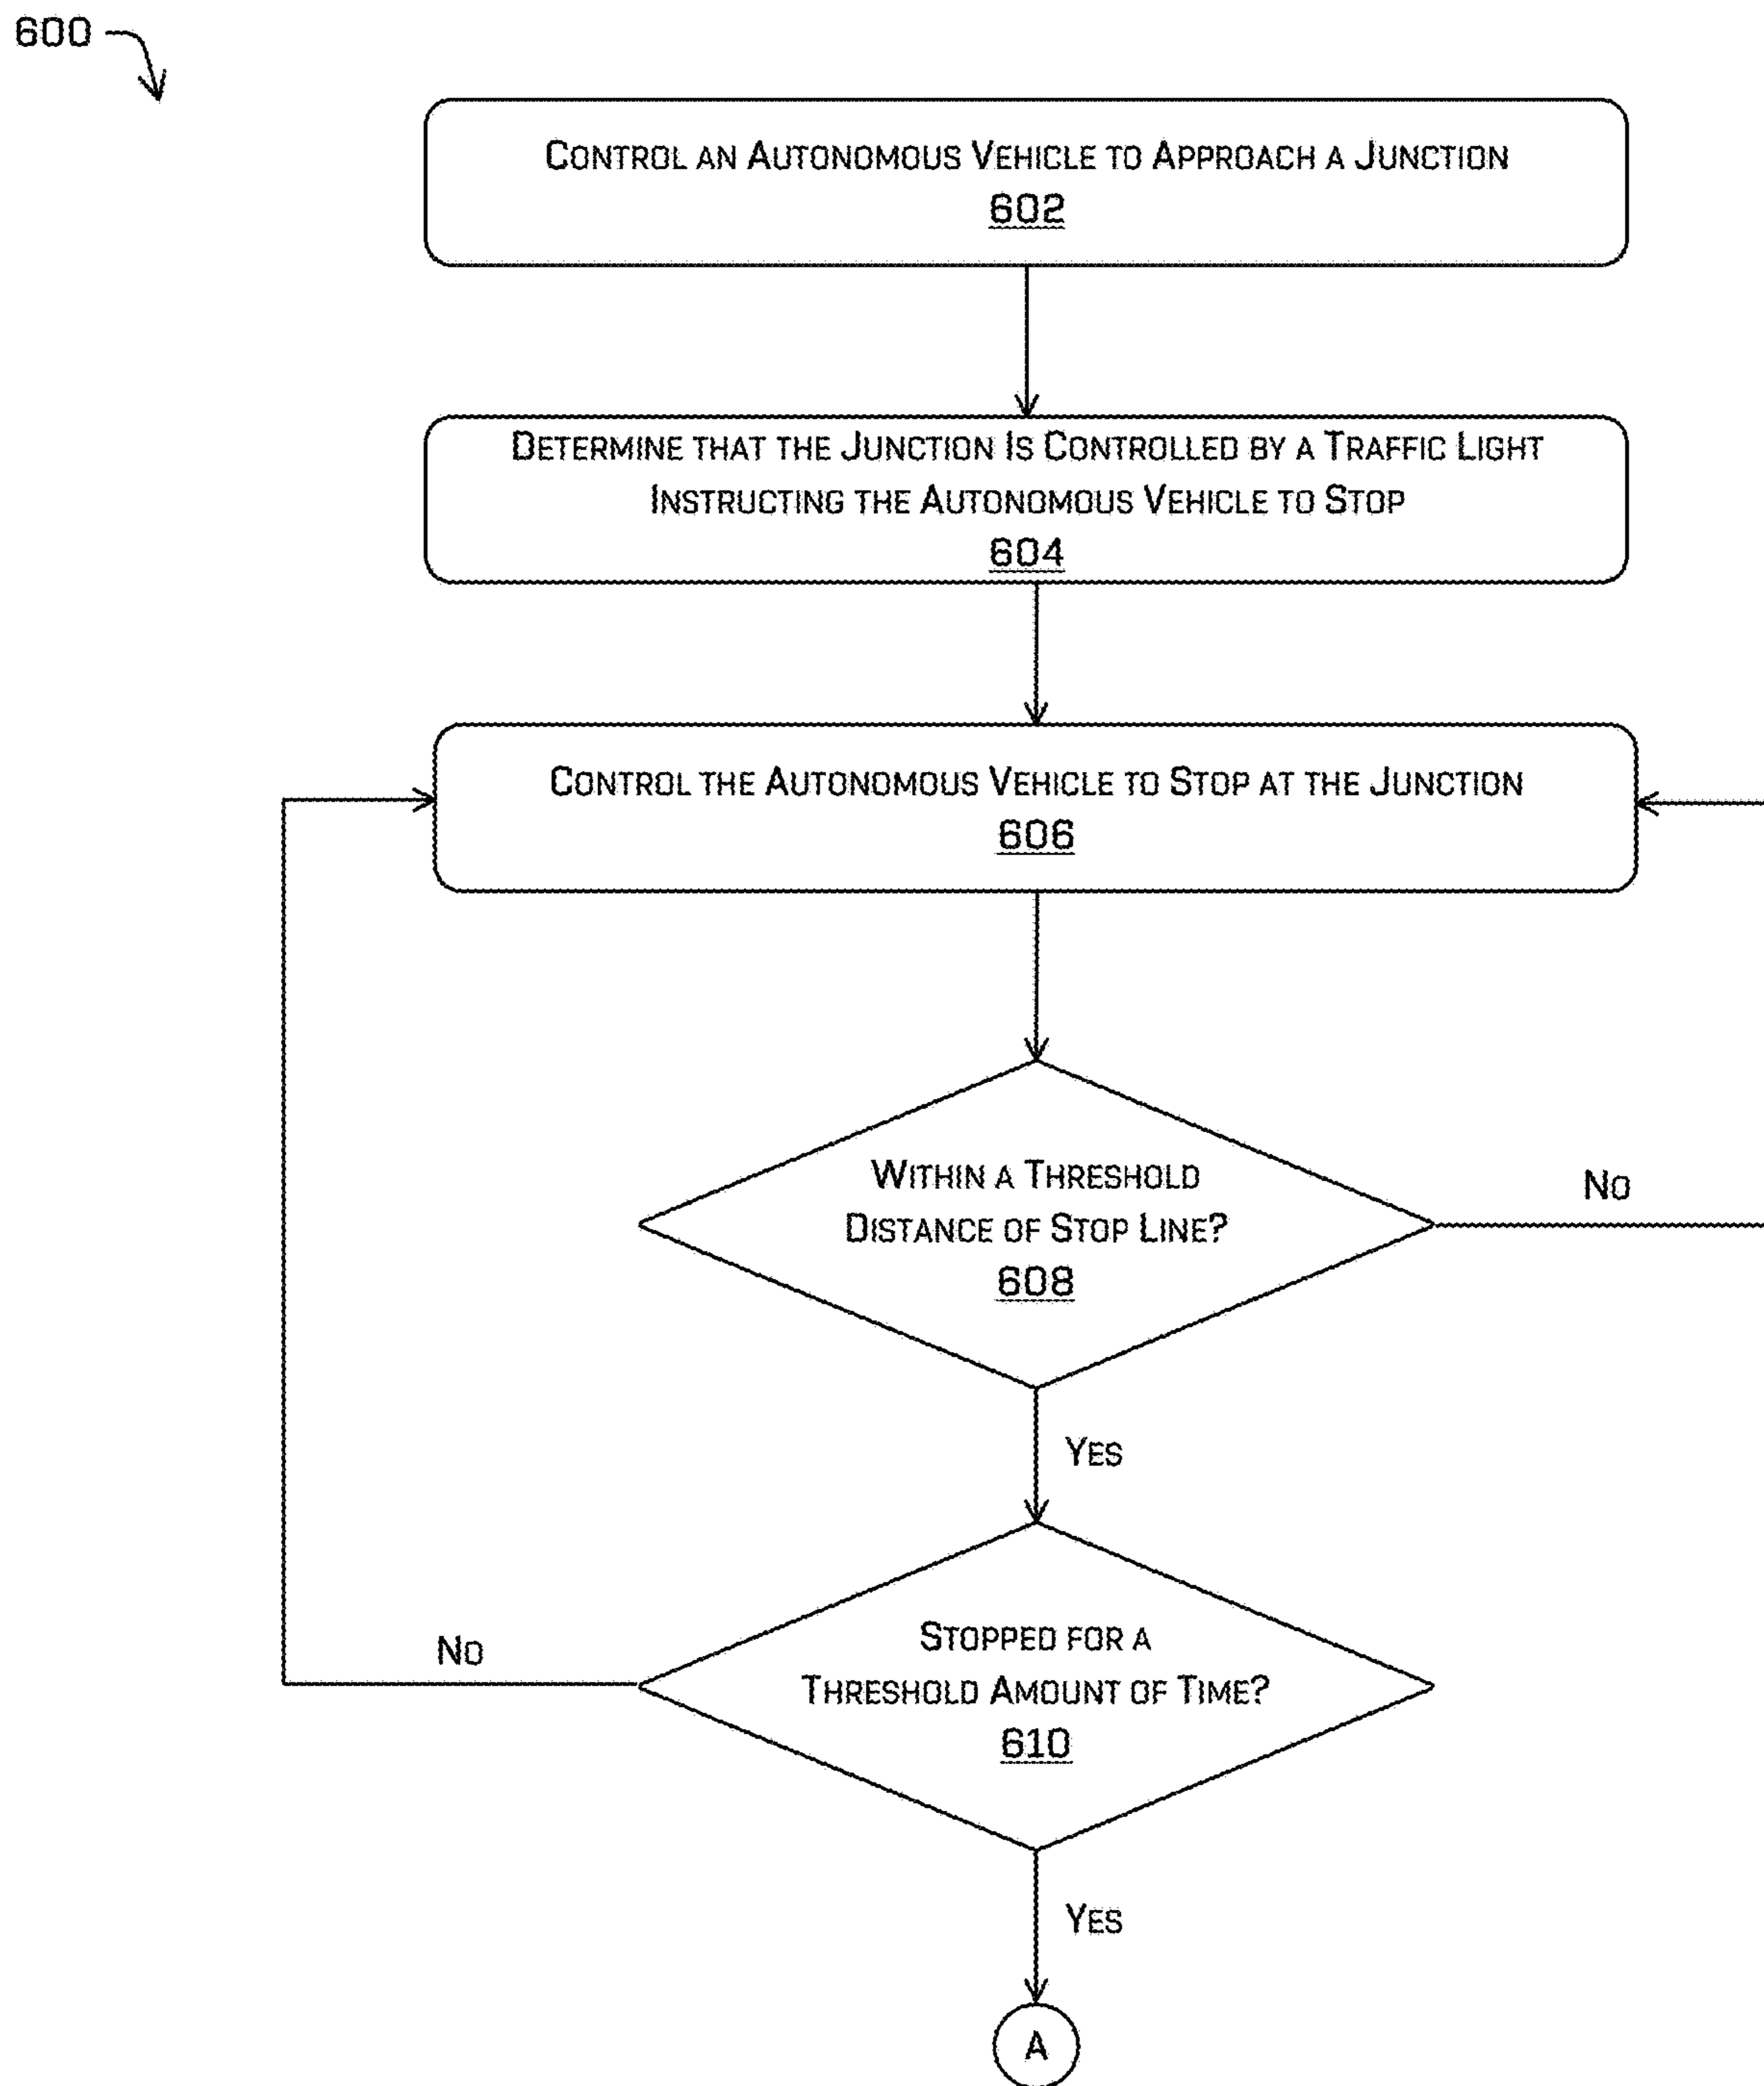 600
Control an Autonomous Vehicle to Approach a Junction
602
Determine that the Junction Is Controlled by a Traffic Light
Instructing the Autonomous Vehicle to Stop
604
Control the Autonomous Vehicle to Stop at the Junction
606
Within a Threshold
Distance of Stop Line?
608
No
Yes
Stopped for a
Threshold Amount of Time?
610
No
Yes
A